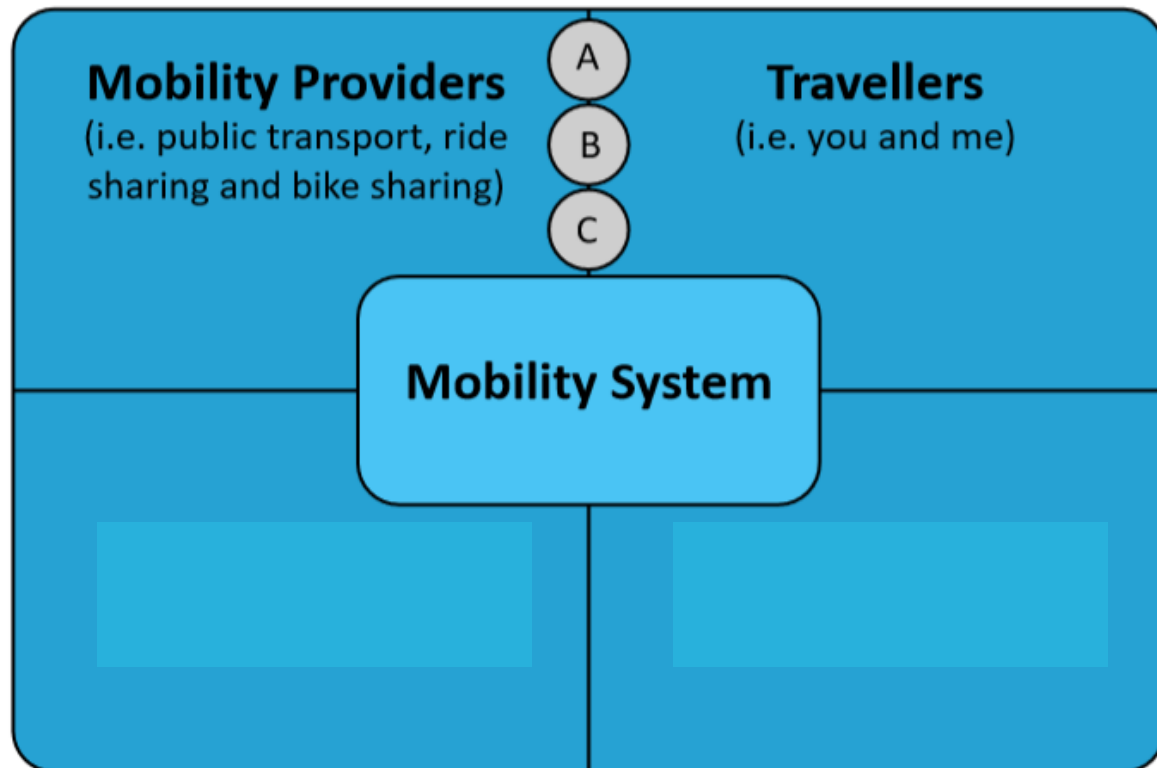 Mobility Providers
(i.e. public transport, ride
sharing and bike sharing)
A
B
C
Travellers
(i.e. you and me)
Mobility System